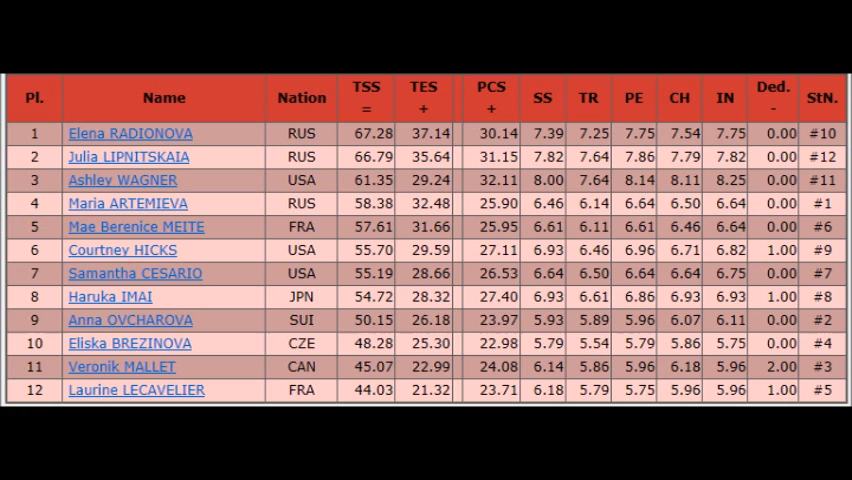 Pl. Name Nation TSS = TES + PCS + SS TR PE CH IN Ded. - StN.
1 Elena RADIONOVA RUS 67.28 37.14 30.14 7.39 7.25 7.75 7.54 7.75 0.00 #10
2 Julia LIPNITSKAIA RUS 66.79 35.64 31.15 7.82 7.64 7.86 7.79 7.82 0.00 #12
3 Ashley WAGNER USA 61.35 29.24 32.11 8.00 7.64 8.14 8.11 8.25 0.00 #11
4 Maria ARTEMIEVA RUS 58.38 32.48 25.90 6.46 6.14 6.64 6.50 6.64 0.00 #1
5 Mae Berenice MEITE FRA 57.61 31.66 25.95 6.61 6.11 6.61 6.46 6.64 0.00 #6
6 Courtney HICKS USA 55.70 29.59 27.11 6.93 6.46 6.96 6.71 6.82 1.00 #9
7 Samantha CESARIO USA 55.19 28.66 26.53 6.64 6.50 6.64 6.64 6.75 0.00 #7
8 Haruka IMAI JPN 54.72 28.32 27.40 6.93 6.61 6.86 6.93 6.93 1.00 #8
9 Anna OVCHAROVA SUI 50.15 26.18 23.97 5.93 5.89 5.96 6.07 6.11 0.00 #2
10 Eliska BREZINOVA CZE 48.28 25.30 22.98 5.79 5.54 5.79 5.86 5.75 0.00 #4
11 Veronik MALLET CAN 45.07 22.99 24.08 6.14 5.86 5.96 6.18 5.96 2.00 #3
12 Laurine LECAVELIER FRA 44.03 21.32 23.71 6.18 5.79 5.75 5.96 5.96 1.00 #5